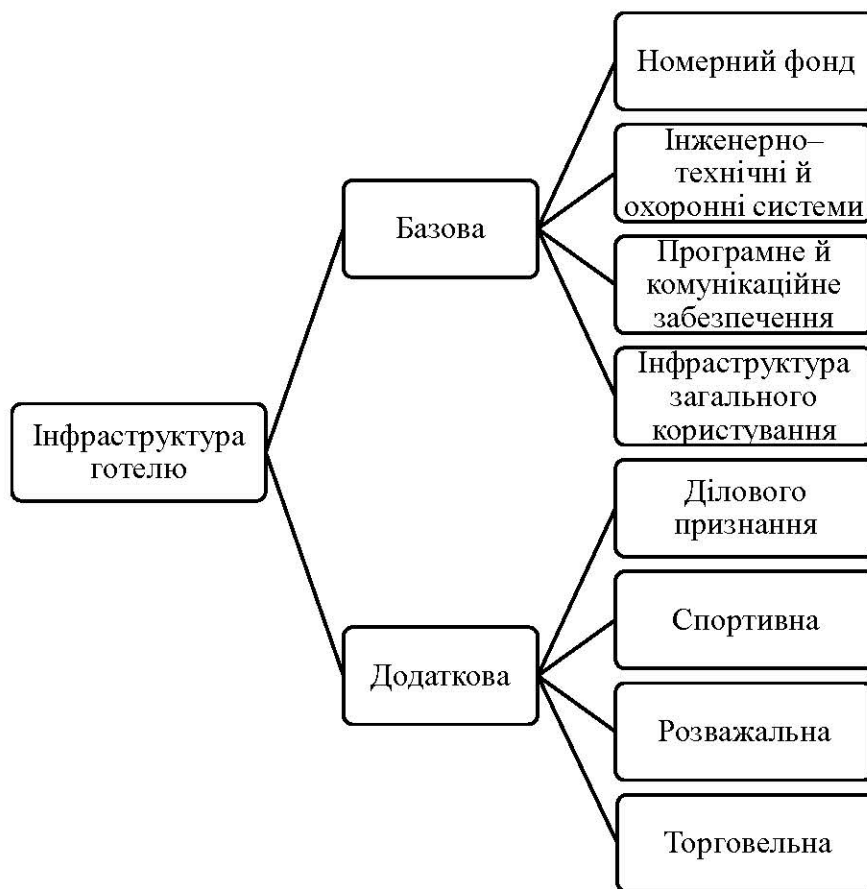 Номерний фонд
Інженерно–
технічні й
охоронні системи
Базова
Програмне й
комунікаційне
забезпечення
Інфраструктура
загального
користування
Інфраструктура
готелю
Ділового
признання
Спортивна
Додаткова
Розважальна
Торговельна